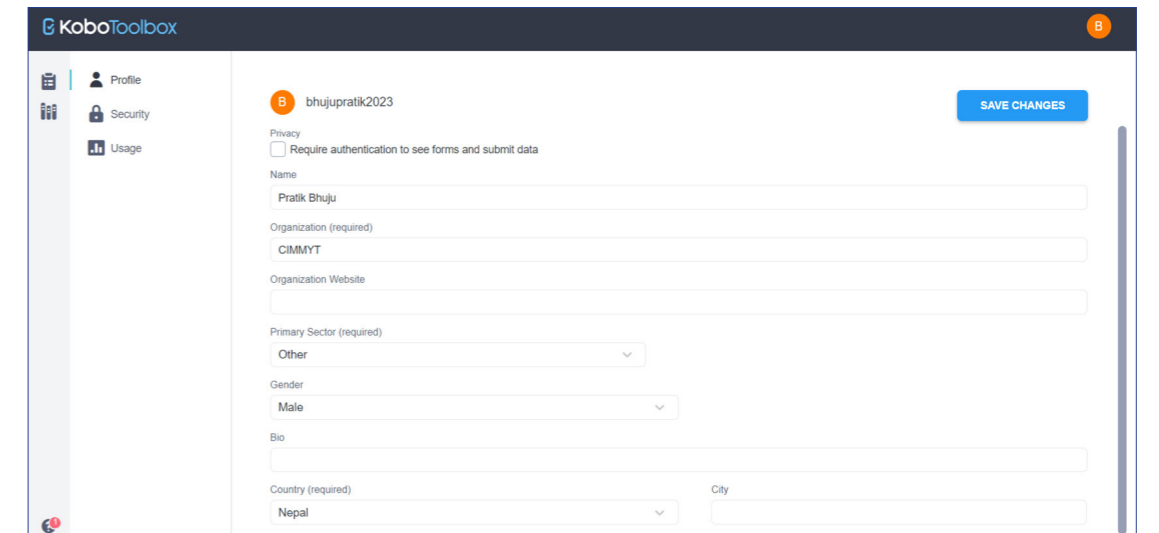 KoboToolbox
B
Profile
Security
Usage
B bhujupratik2023
SAVE CHANGES
Privacy
Require authentication to see forms and submit data
Name
Pratik Bhuju
Organization (required)
CIMMYT
Organization Website
Primary Sector (required)
Other
Gender
Male
Bio
Country (required)
City
Nepal